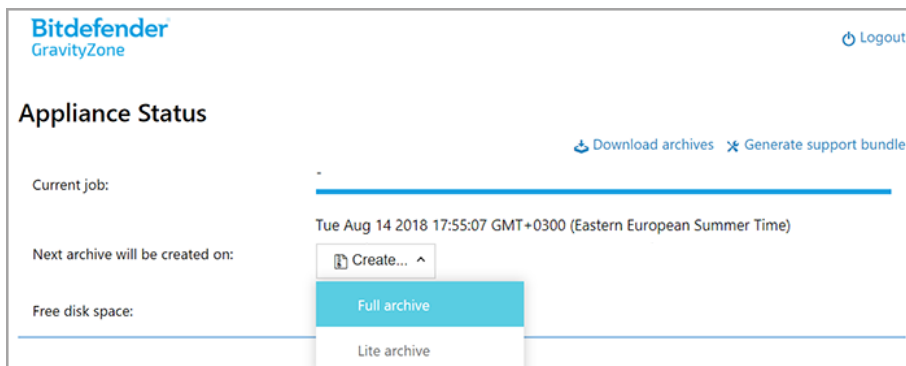 Bitdefender
GravityZone
Logout
Appliance Status
Download archives Generate support bundle
Current job:
-
Tue Aug 14 2018 17:55:07 GMT+0300 (Eastern European Summer Time)
Next archive will be created on:
Create...
Free disk space:
Full archive
Lite archive